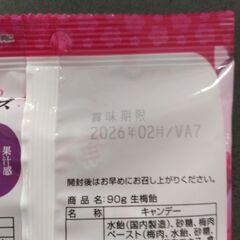 ズ
果汁感
賞味期限
2026年02月/VA7
開封後はお早めにお召し上がりください。
商品名:90g 生梅飴
名称 キャンデー
水飴(国内製造)、砂糖、梅肉
ペースト(梅肉、水飴、砂糖、